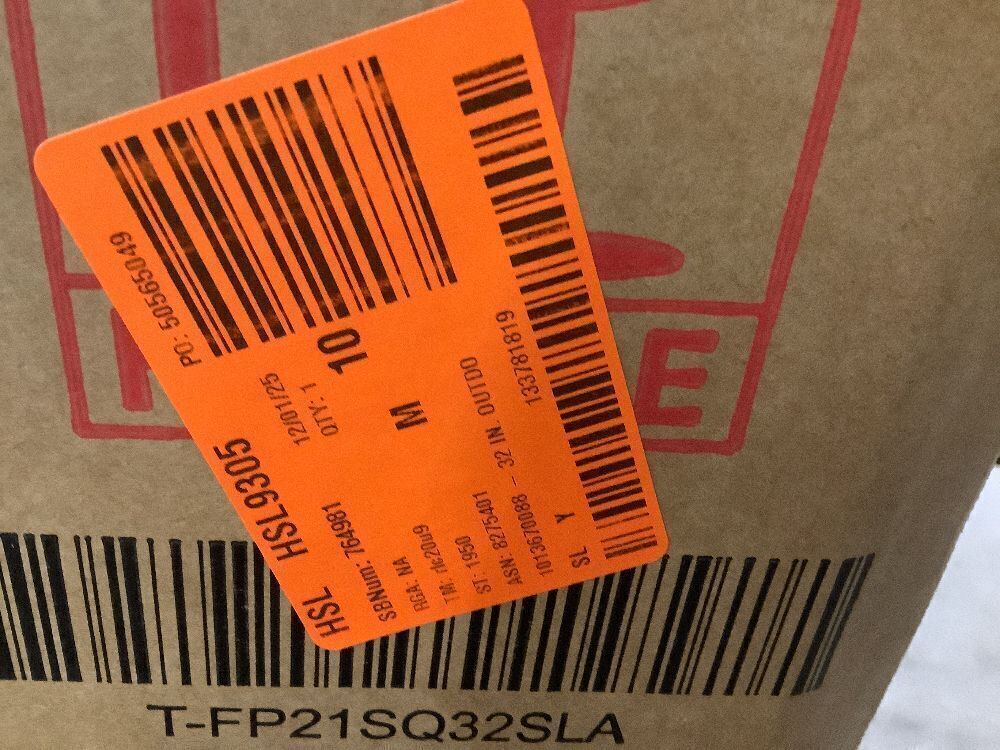 PO: 50565049
HSL HSL9305
12/01/25
QTY: 1
10
SBNum: 764981
M
RGA: NA
TM: nc20u9
ST: 1950
ASN: 8275401
1013670088 - 32 IN. OUTDO
133781819
SL Y
E
T-FP21SQ32SLA